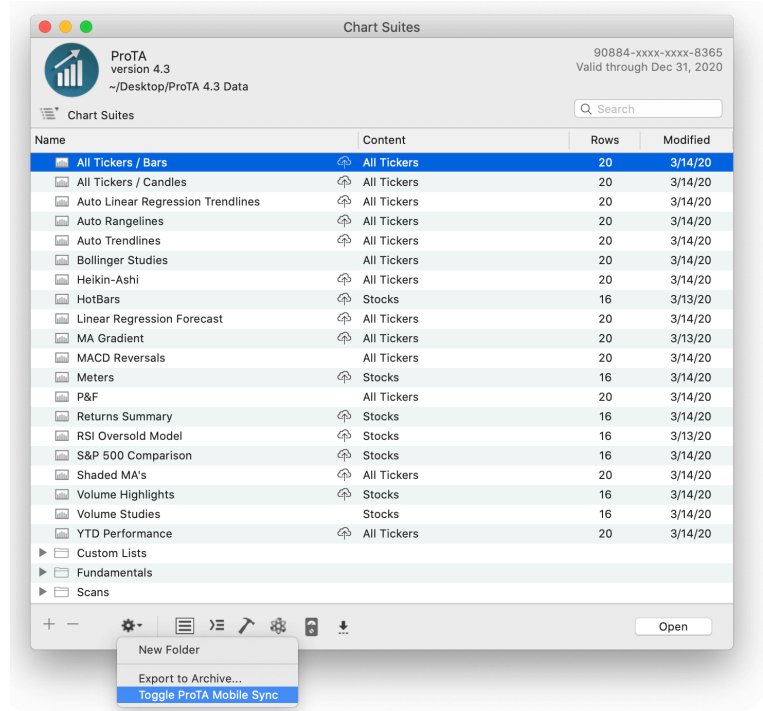 Chart Suites
ProTA
version 4.3
~/Desktop/ProTA 4.3 Data
90884-xxxx-xxxx-8365
Valid through Dec 31, 2020
Chart Suites
Search
Name Content Rows Modified
All Tickers / Bars All Tickers 20 3/14/20
All Tickers / Candles All Tickers 20 3/14/20
Auto Linear Regression Trendlines All Tickers 20 3/14/20
Auto Rangelines All Tickers 20 3/14/20
Auto Trendlines All Tickers 20 3/14/20
Bollinger Studies All Tickers 20 3/14/20
Heikin-Ashi All Tickers 20 3/14/20
HotBars Stocks 16 3/13/20
Linear Regression Forecast All Tickers 20 3/14/20
MA Gradient All Tickers 20 3/13/20
MACD Reversals All Tickers 20 3/14/20
Meters Stocks 16 3/14/20
P&F All Tickers 20 3/14/20
Returns Summary Stocks 16 3/14/20
RSI Oversold Model Stocks 16 3/13/20
S&P 500 Comparison Stocks 16 3/14/20
Shaded MA's All Tickers 20 3/14/20
Volume Highlights Stocks 16 3/14/20
Volume Studies Stocks 16 3/14/20
YTD Performance All Tickers 20 3/14/20
Custom Lists
Fundamentals
Scans
Open
New Folder
Export to Archive...
Toggle ProTA Mobile Sync